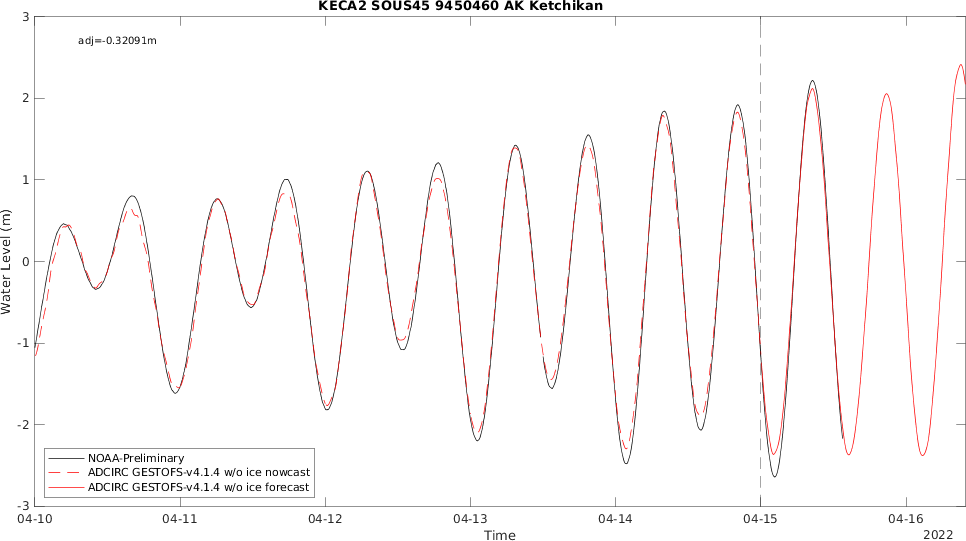 KECA2 SOUS45 9450460 AK Ketchikan
3
adj=-0.32091m
2
1
Water Level (m)
0
-1
-2
NOAA-Preliminary
ADCIRC GESTOFS-v4.1.4 w/o ice nowcast
ADCIRC GESTOFS-v4.1.4 w/o ice forecast
-3
04-10 04-11 04-12 04-13 04-14 04-15 04-16
Time
2022